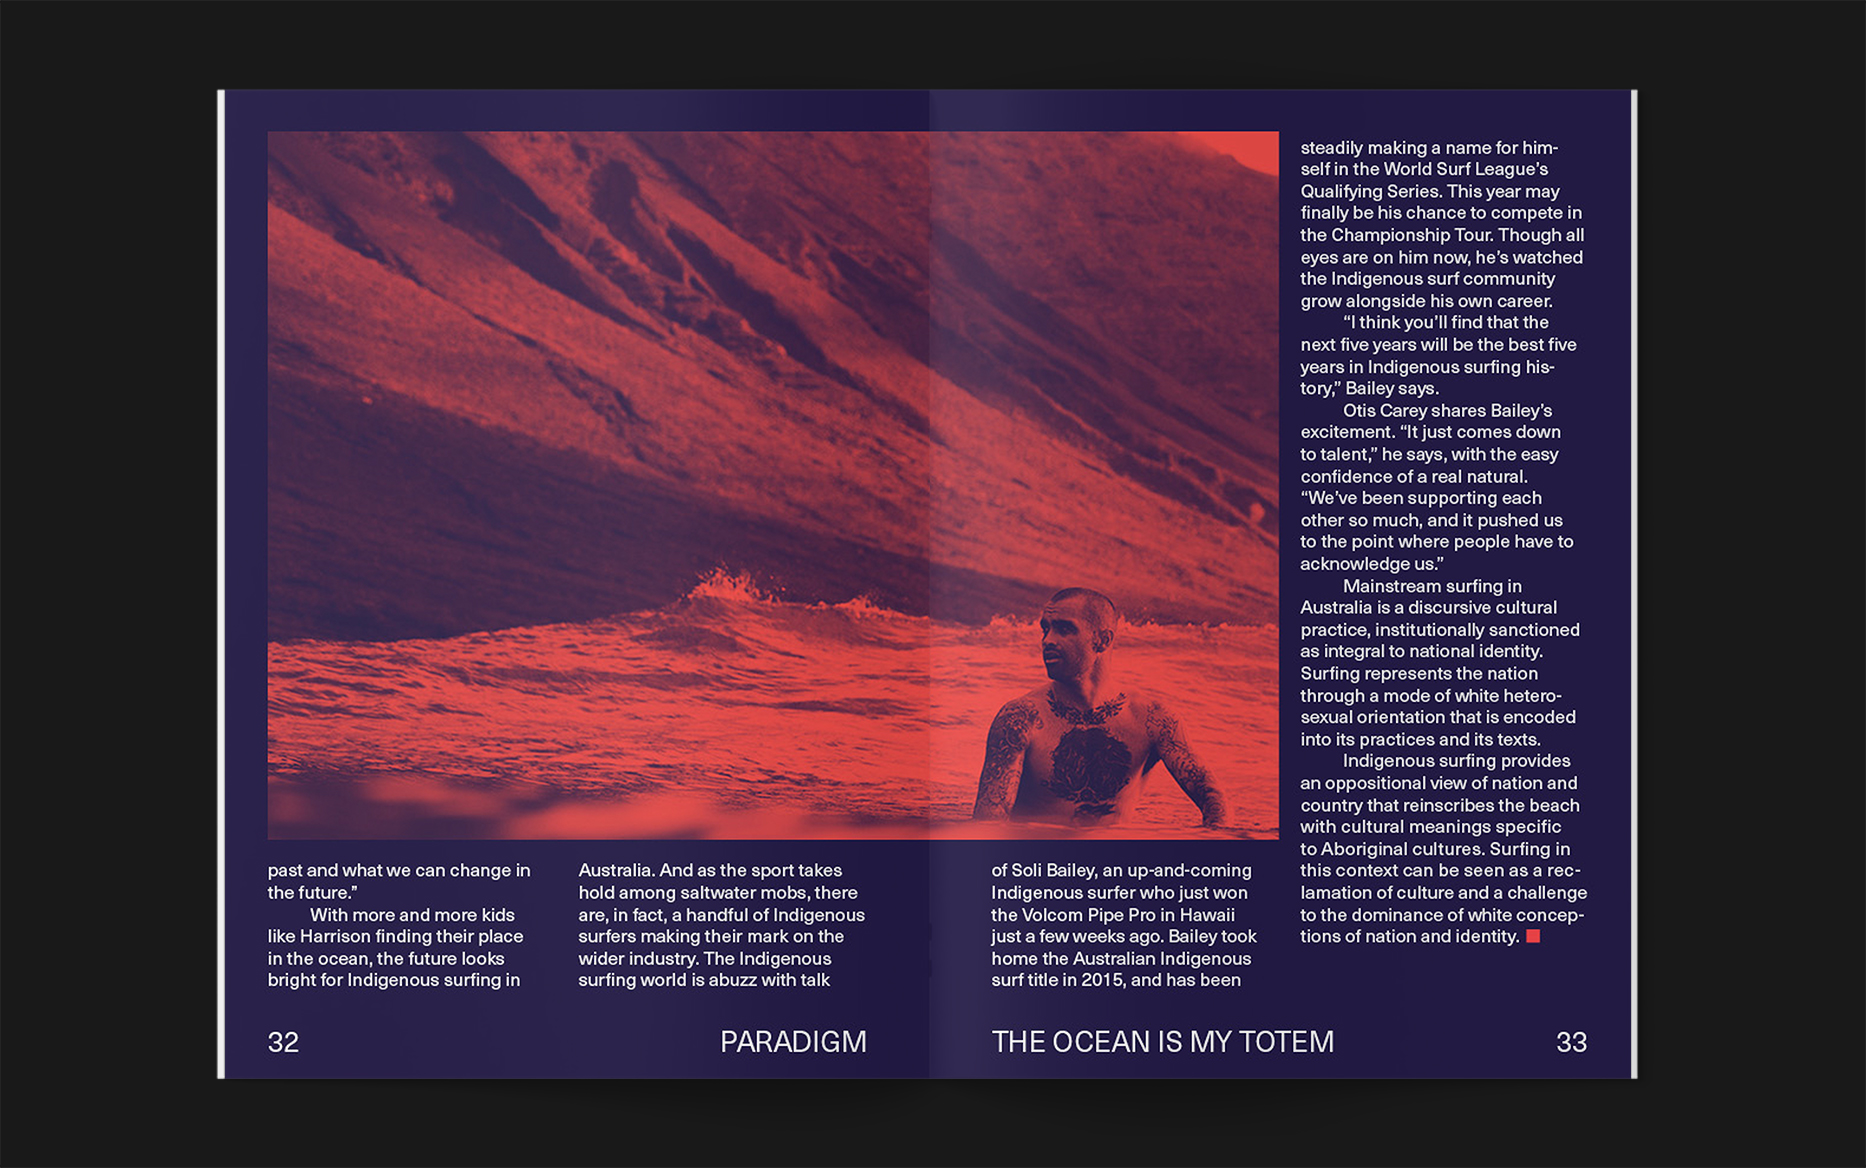 past and what we can change in
the future.”
With more and more kids
like Harrison finding their place
in the ocean, the future looks
bright for Indigenous surfing in
Australia. And as the sport takes
hold among saltwater mobs, there
are, in fact, a handful of Indigenous
surfers making their mark on the
wider industry. The Indigenous
surfing world is abuzz with talk
of Soli Bailey, an up-and-coming
Indigenous surfer who just won
the Volcom Pipe Pro in Hawaii
just a few weeks ago. Bailey took
home the Australian Indigenous
surf title in 2015, and has been
steadily making a name for him-
self in the World Surf League’s
Qualifying Series. This year may
finally be his chance to compete in
the Championship Tour. Though all
eyes are on him now, he’s watched
the Indigenous surf community
grow alongside his own career.
“I think you’ll find that the
next five years will be the best five
years in Indigenous surfing his-
tory,” Bailey says.
Otis Carey shares Bailey’s
excitement. “It just comes down
to talent,” he says, with the easy
confidence of a real natural.
“We’ve been supporting each
other so much, and it pushed us
to the point where people have to
acknowledge us.”
Mainstream surfing in
Australia is a discursive cultural
practice, institutionally sanctioned
as integral to national identity.
Surfing represents the nation
through a mode of white hetero-
sexual orientation that is encoded
into its practices and its texts.
Indigenous surfing provides
an oppositional view of nation and
country that reinscribes the beach
with cultural meanings specific
to Aboriginal cultures. Surfing in
this context can be seen as a rec-
lamation of culture and a challenge
to the dominance of white concep-
tions of nation and identity.
32
PARADIGM
THE OCEAN IS MY TOTEM
33